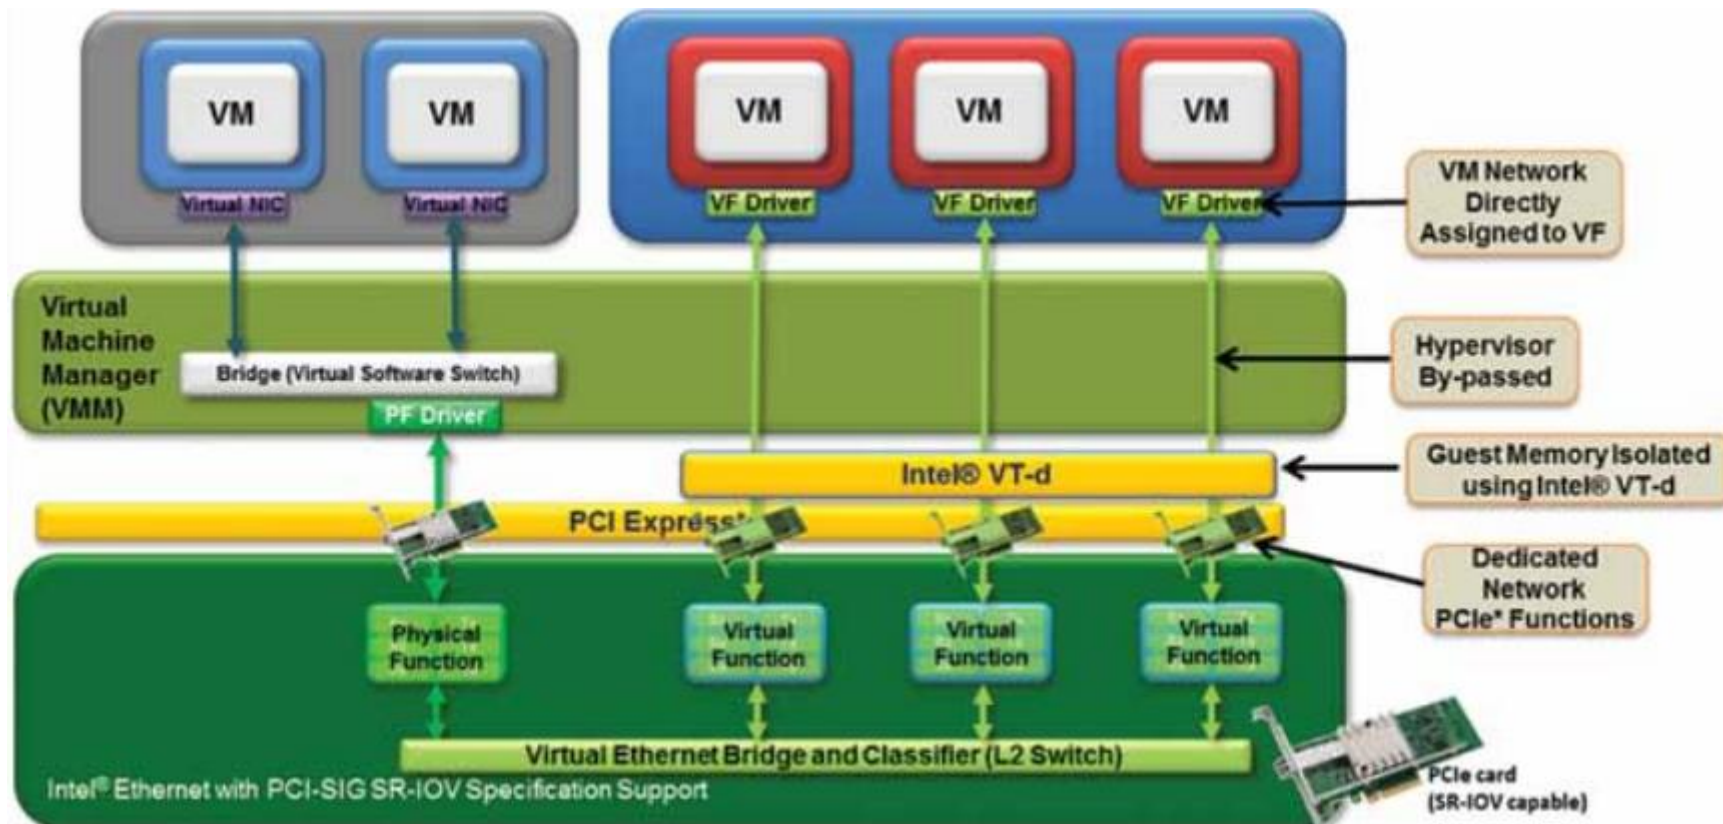 VM
VM
VM
VM
VM
Virtual NIC
Virtual NIC
VF Driver
VF Driver
VF Driver
VM Network
Directly
Assigned to VF
Virtual
Machine
Manager
(VMM)
Bridge (Virtual Software Switch)
PF Driver
Hypervisor
By-passed
Intel® VT-d
Guest Memory Isolated
using Intel® VT-d
PCI Express*
Dedicated
Network
PCIe* Functions
Physical
Function
Virtual
Function
Virtual
Function
Virtual
Function
Virtual Ethernet Bridge and Classifier (L2 Switch)
Intel® Ethernet with PCI-SIG SR-IOV Specification Support
PCIe card
(SR-IOV capable)